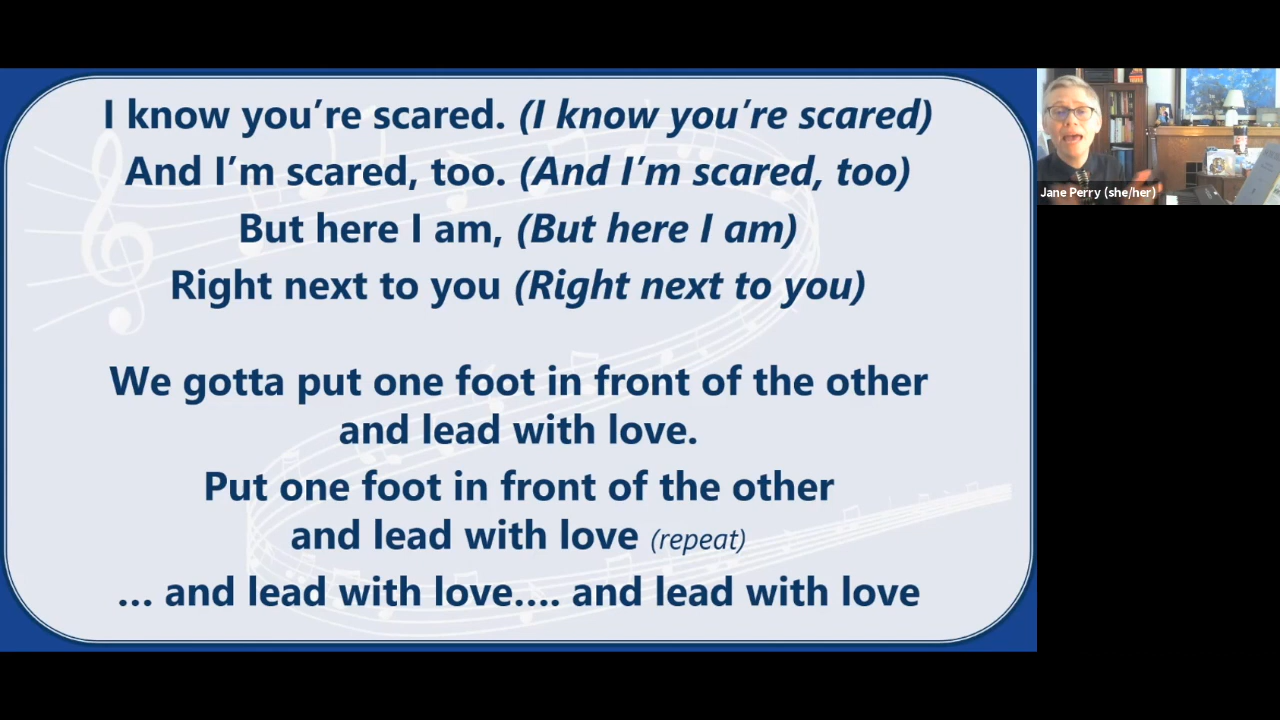 I know you’re scared. (I know you’re scared)
And I’m scared, too. (And I’m scared, too)
But here I am, (But here I am)
Right next to you (Right next to you)
We gotta put one foot in front of the other
and lead with love.
Put one foot in front of the other
and lead with love (repeat)
... and lead with love.... and lead with love
Jane Perry (she/her)